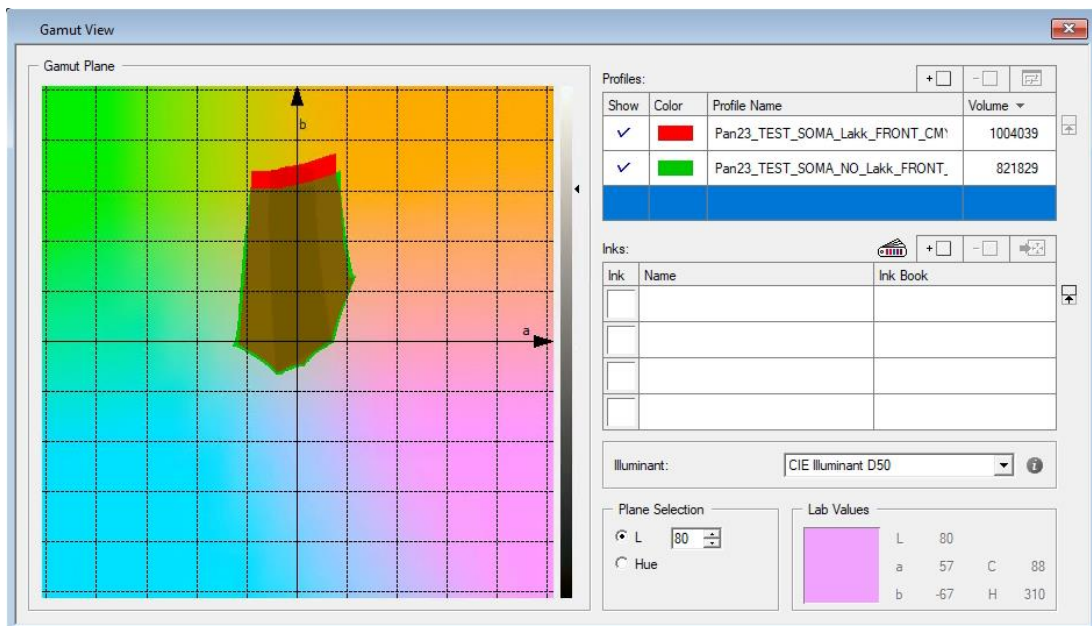 Gamut View
Gamut Plane
b
a
Profiles:
Show Color Profile Name Volume
Pan23_TEST_SOMA_Lakk_FRONT_CMY 1004039
Pan23_TEST_SOMA_NO_Lakk_FRONT_ 821829
Inks:
Ink Name Ink Book
Illuminant: CIE Illuminant D50
Plane Selection
L 80
Hue
Lab Values
L 80
a 57 C 88
b -67 H 310